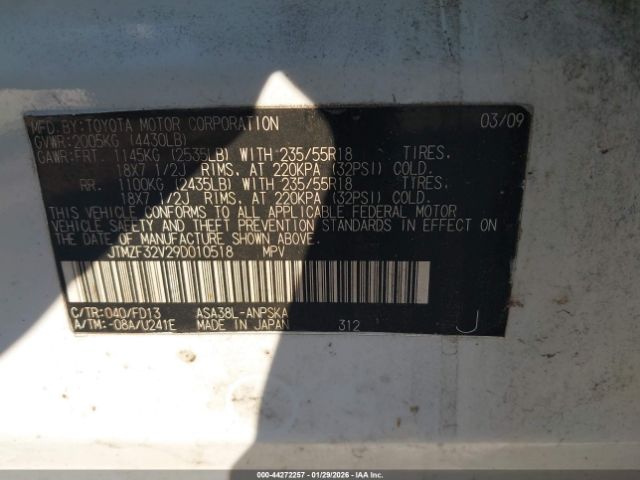 MFD. BY: TOYOTA MOTOR CORPORATION 03/09
GVWR: 2005KG (4430LB)
GAWR: FRT. 1145KG (2535LB) WITH 235/55R18 TIRES.
18X7 1/2J RIMS. AT 220KPA (32PSI) COLD.
RR. 1100KG (2435LB) WITH 235/55R18 TIRES.
18X7 1/2J RIMS. AT 220KPA (32PSI) COLD.
THIS VEHICLE CONFORMS TO ALL APPLICABLE FEDERAL MOTOR
VEHICLE SAFETY AND THEFT PREVENTION STANDARDS IN EFFECT ON
THE DATE OF MANUFACTURE SHOWN ABOVE.
JTMZF32V29D010518 MPV
C/TR: 040/FD13 ASA38L-ANPSKA
A/TM: -08A/U241E MADE IN JAPAN 312 J
000-44272257 - 01/29/2026 - IAAI.COM